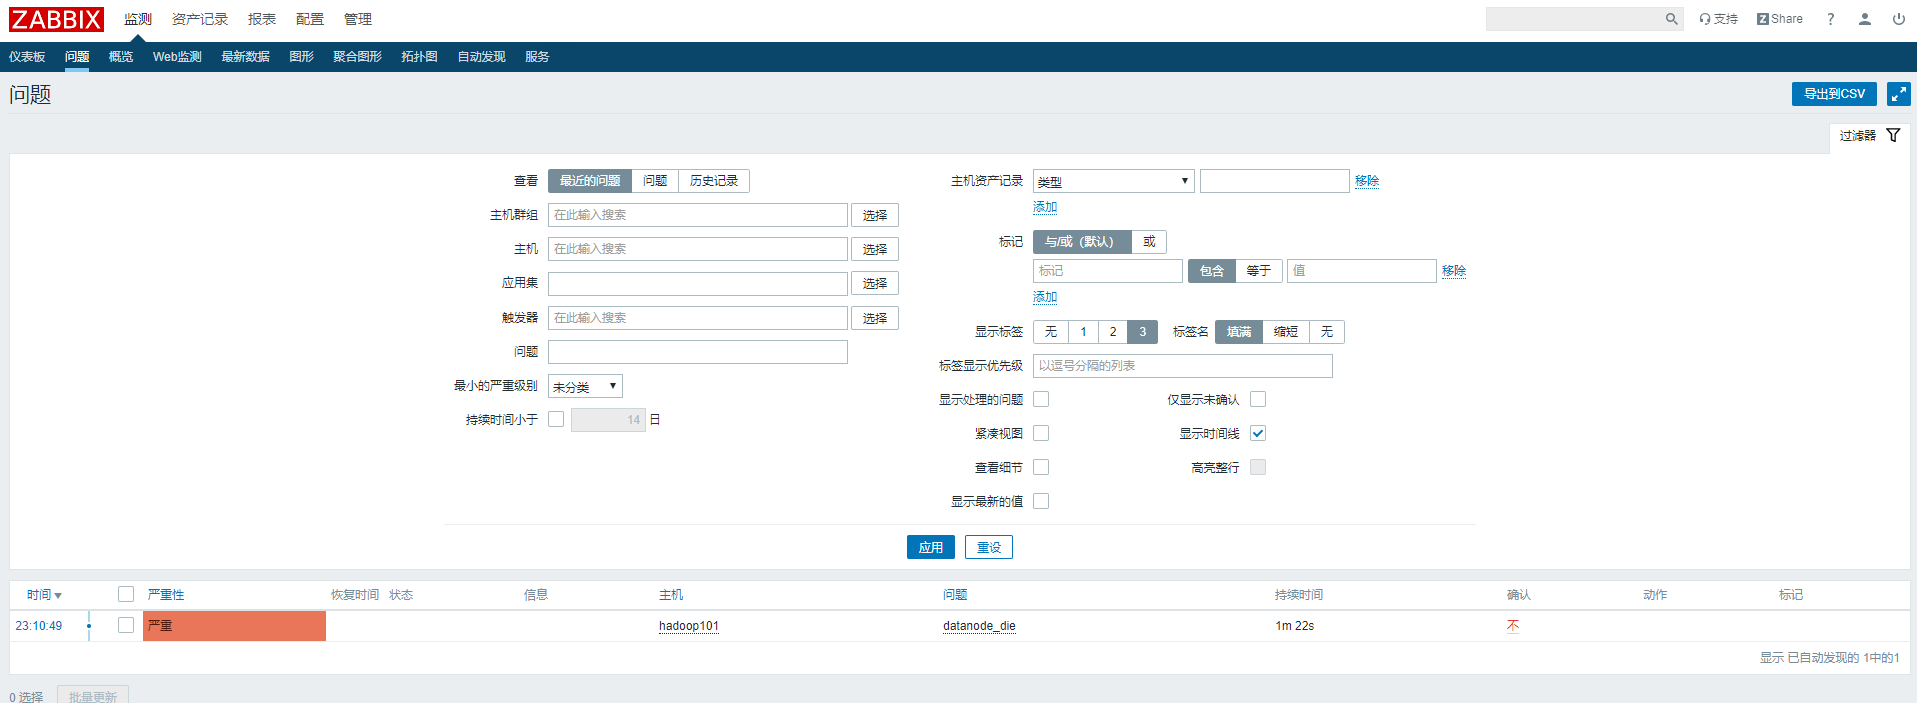 ZABBIX 监测 资产记录 报表 配置 管理 支持 Z Share ?
仪表板 问题 概览 Web监测 最新数据 图形 聚合图形 拓扑图 自动发现 服务
问题 导出到CSV
过滤器
查看 最近的问题 问题 历史记录 主机资产记录 类型 移除
添加
主机群组 在此输入搜索 选择
主机 在此输入搜索 选择 标记 与/或（默认） 或
标记 包含 等于 值 移除
应用集 选择
添加
触发器 在此输入搜索 选择 显示标签 无 1 2 3 标签名 填满 缩短 无
问题 标签显示优先级 以逗号分隔的列表
最小的严重级别 未分类 显示处理的问题 仅显示未确认
持续时间小于 14 日 紧凑视图 显示时间线
查看细节 高亮整行
显示最新的值
应用 重设
时间 严重性 恢复时间 状态 信息 主机 问题 持续时间 确认 动作 标记
23:10:49 严重 hadoop101 datanode_die 1m 22s 不
显示 已自动发现的 1中的1
0 选择 批量更新